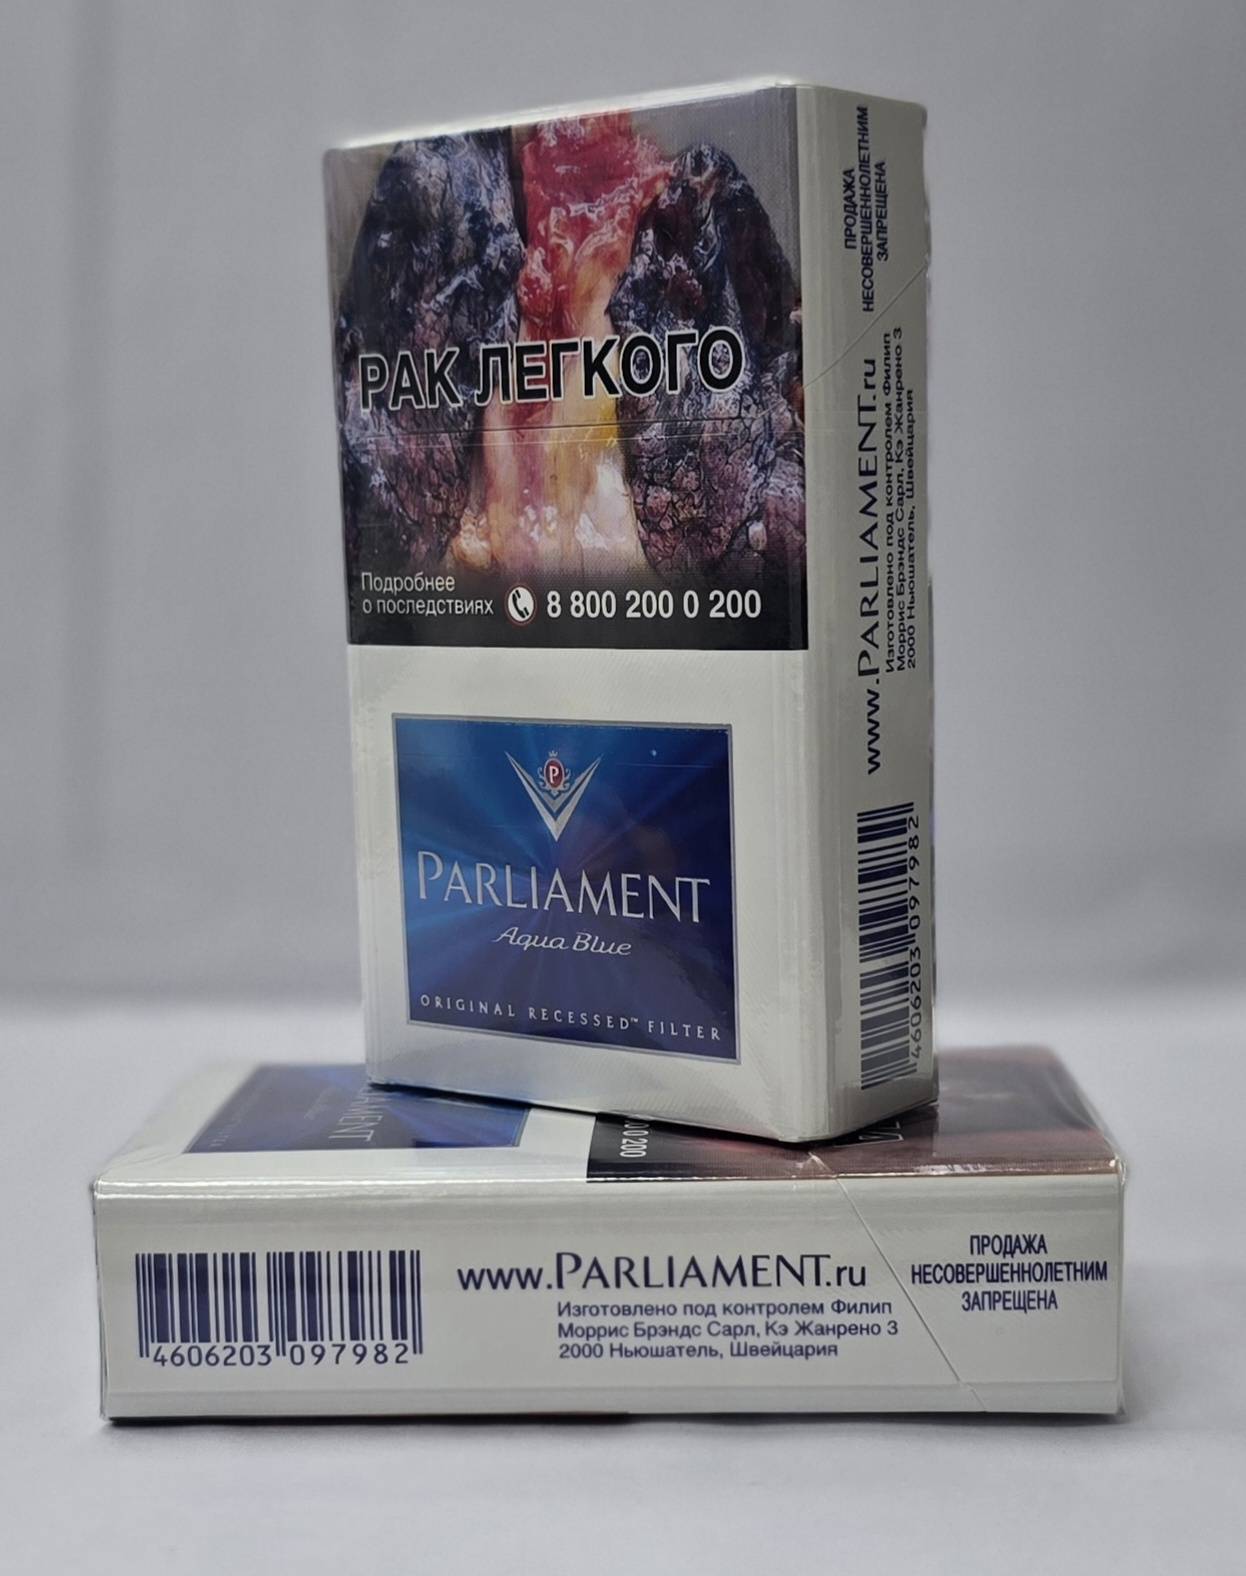 РАК ЛЕГКОГО
Подробнее
о последствиях
8 800 200 0 200
P
PARLIAMENT
Aqua Blue
ORIGINAL RECESSED™ FILTER
ПРОДАЖА
НЕСОВЕРШЕННОЛЕТНИМ
ЗАПРЕЩЕНА
www.PARLIAMENT.ru
Изготовлено под контролем Филип
Моррис Брэндс Сарл, Кэ Жанрено 3
2000 Ньюшатель, Швейцария
4606203 097982
0 200
4606203 097982
www.PARLIAMENT.ru
Изготовлено под контролем Филип
Моррис Брэндс Сарл, Кэ Жанрено 3
2000 Ньюшатель, Швейцария
ПРОДАЖА
НЕСОВЕРШЕННОЛЕТНИМ
ЗАПРЕЩЕНА